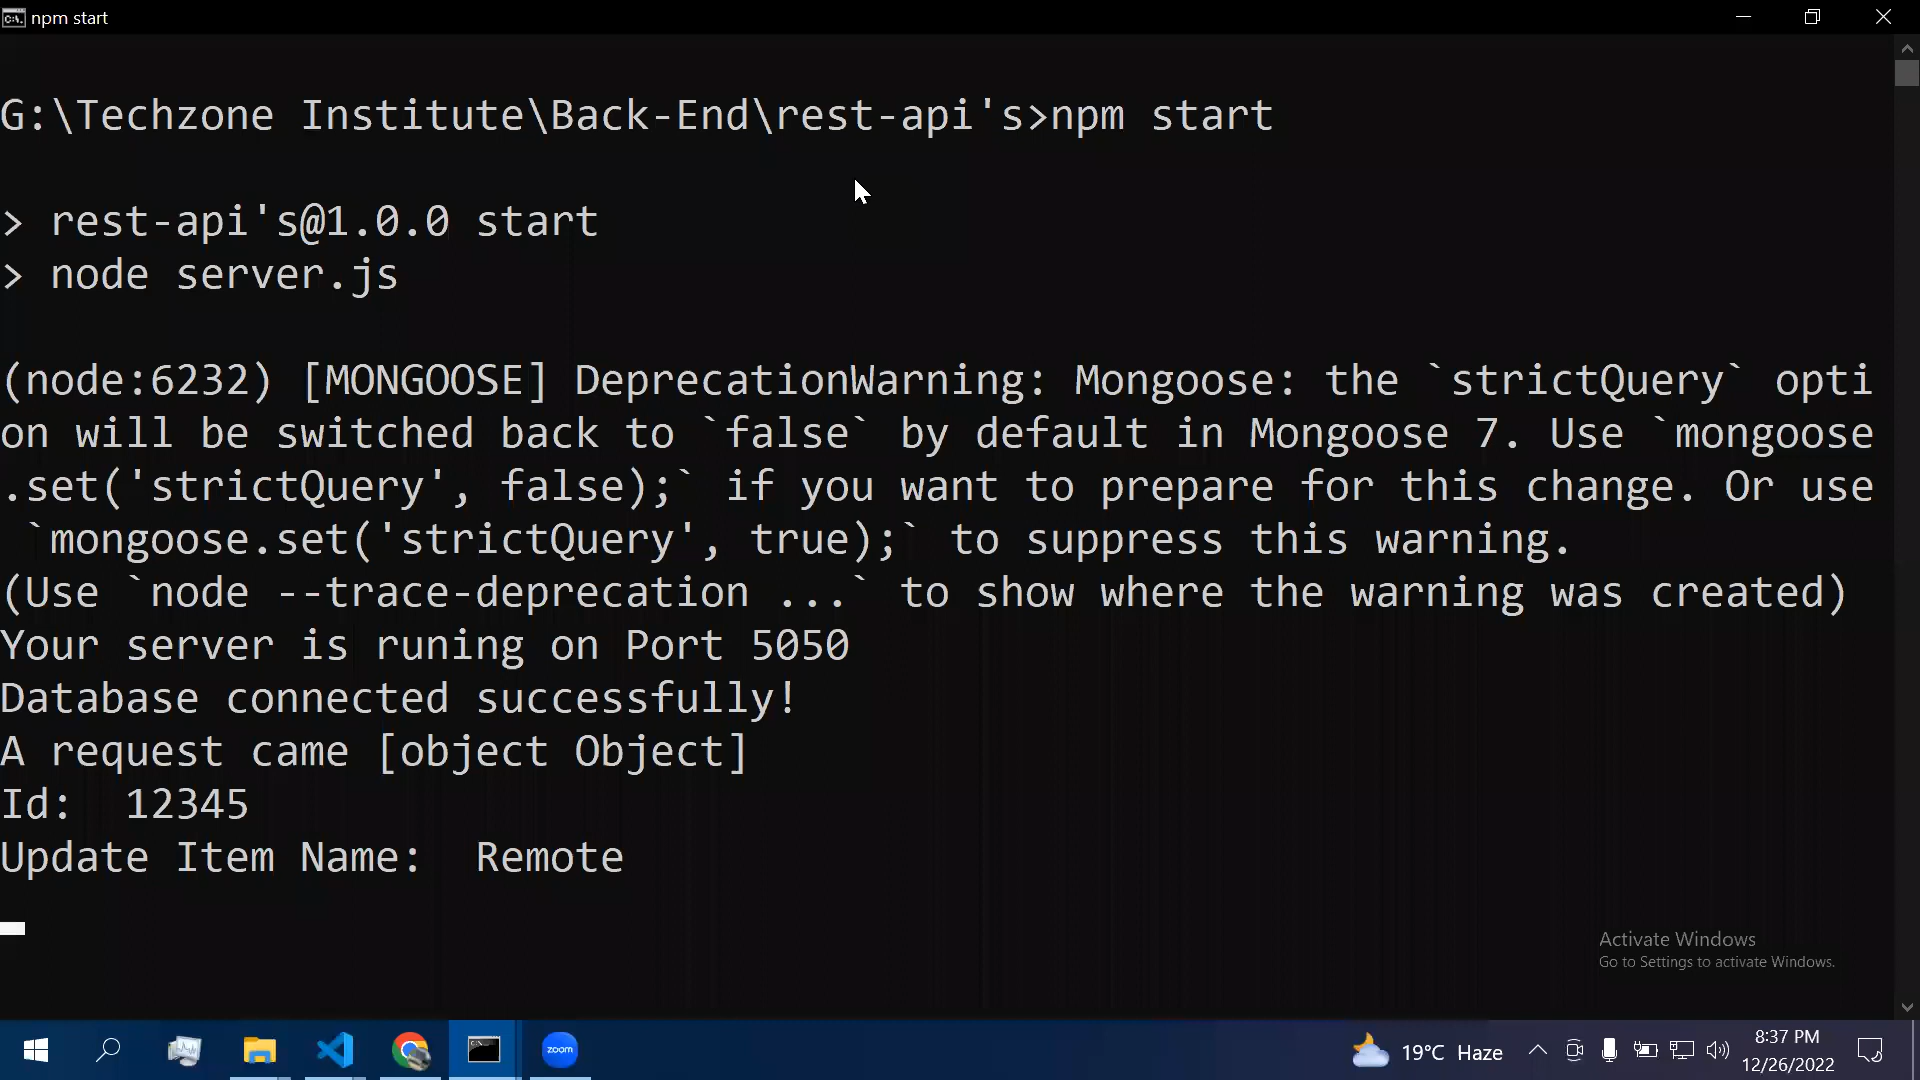 npm start
G:\Techzone Institute\Back-End\rest-api's>npm start
> rest-api's@1.0.0 start
> node server.js
(node:6232) [MONGOOSE] DeprecationWarning: Mongoose: the `strictQuery` opti
on will be switched back to `false` by default in Mongoose 7. Use `mongoose
.set('strictQuery', false);` if you want to prepare for this change. Or use
`mongoose.set('strictQuery', true);` to suppress this warning.
(Use `node --trace-deprecation ...` to show where the warning was created)
Your server is runing on Port 5050
Database connected successfully!
A request came [object Object]
Id:  12345
Update Item Name:  Remote
Activate Windows
Go to Settings to activate Windows.
zoom
19°C Haze
8:37 PM
12/26/2022